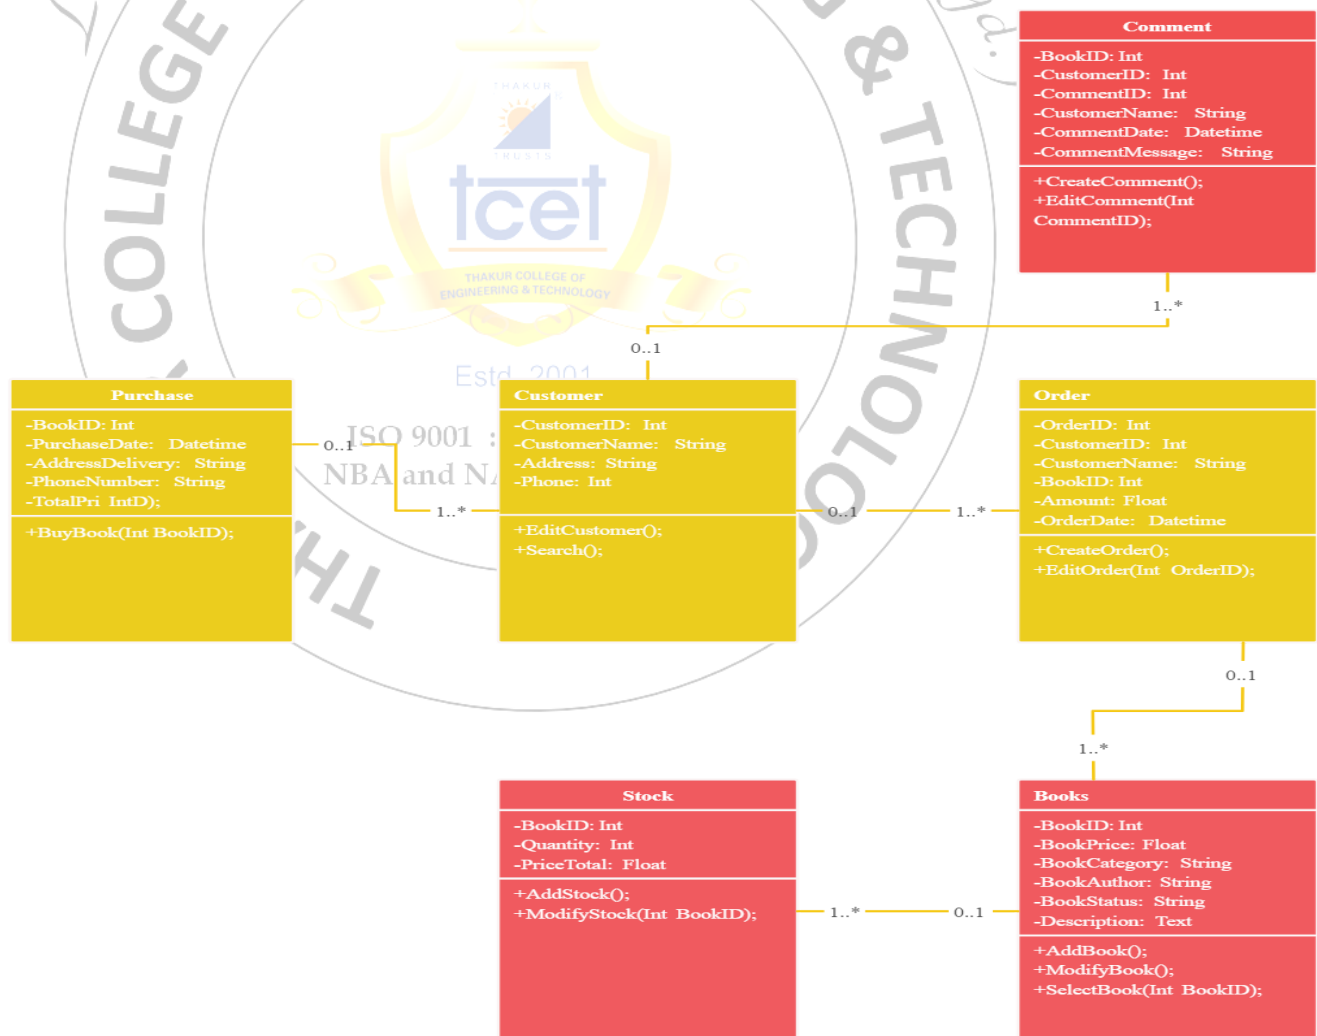 COLLEGE
& TECHNOLOGY
gd.
THAKUR
TRUSTS
tcet
THAKUR COLLEGE OF
ENGINEERING & TECHNOLOGY
Estd. 2001
ISO 9001 :
NBA and
Comment
-BookID: Int
-CustomerID: Int
-CommentID: Int
-CustomerName: String
-CommentDate: Datetime
-CommentMessage: String
+CreateComment();
+EditComment(Int
CommentID);
1..*
0..1
Purchase
-BookID: Int
-PurchaseDate: Datetime
-AddressDelivery: String
-PhoneNumber: String
-TotalPri IntD);
+BuyBook(Int BookID);
0..1
1..*
Customer
-CustomerID: Int
-CustomerName: String
-Address: String
-Phone: Int
+EditCustomer();
+Search();
0..1
1..*
Order
-OrderID: Int
-CustomerID: Int
-CustomerName: String
-BookID: Int
-Amount: Float
-OrderDate: Datetime
+CreateOrder();
+EditOrder(Int OrderID);
0..1
1..*
Stock
-BookID: Int
-Quantity: Int
-PriceTotal: Float
+AddStock();
+ModifyStock(Int BookID);
1..*
0..1
Books
-BookID: Int
-BookPrice: Float
-BookCategory: String
-BookAuthor: String
-BookStatus: String
-Description: Text
+AddBook();
+ModifyBook();
+SelectBook(Int BookID);